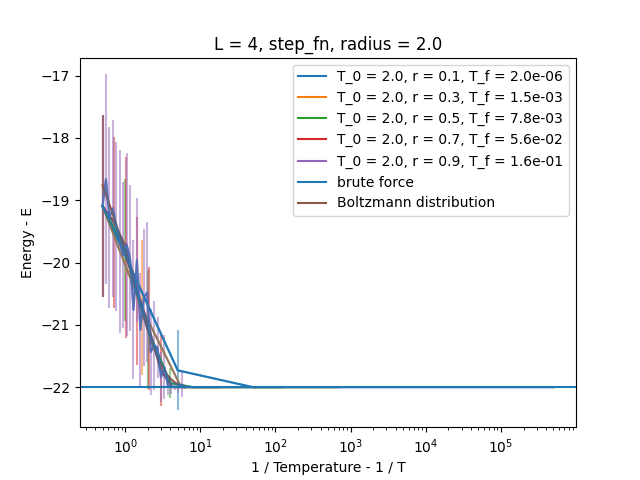 L = 4, step_fn, radius = 2.0
T_0 = 2.0, r = 0.1, T_f = 2.0e-06
T_0 = 2.0, r = 0.3, T_f = 1.5e-03
T_0 = 2.0, r = 0.5, T_f = 7.8e-03
T_0 = 2.0, r = 0.7, T_f = 5.6e-02
T_0 = 2.0, r = 0.9, T_f = 1.6e-01
brute force
Boltzmann distribution
Energy - E
−17
−18
−19
−20
−21
−22
10⁰ 10¹ 10² 10³ 10⁴ 10⁵
1 / Temperature - 1 / T